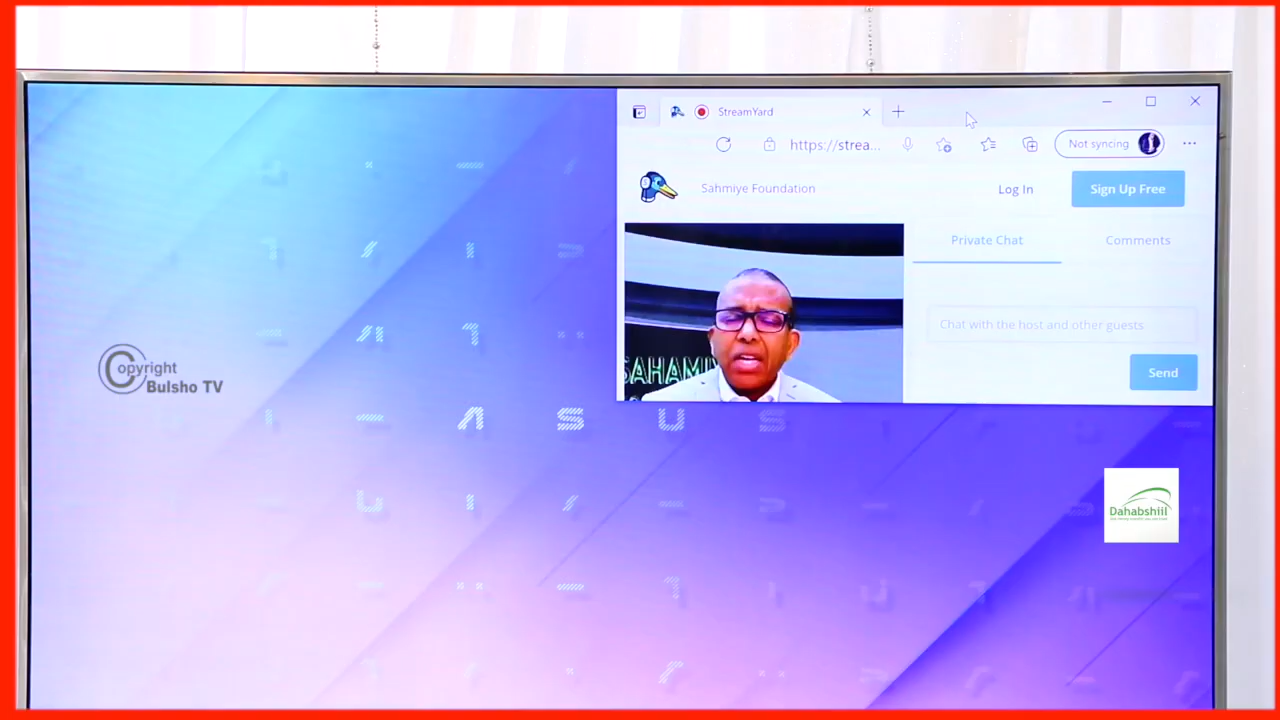 StreamYard
https://strea...
Not syncing
Sahmiye Foundation
Log In
Sign Up Free
Private Chat
Comments
Chat with the host and other guests
Send
SAHAMI
Copyright
Bulsho TV
ASUS
Dahabshiil